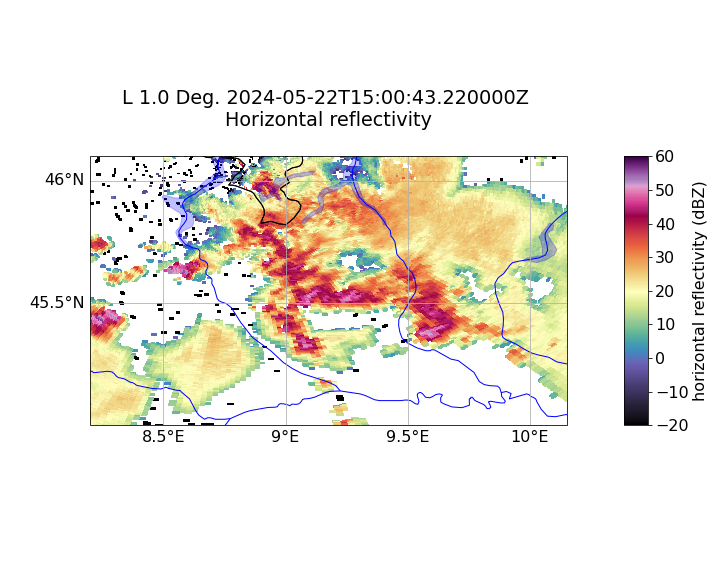 L 1.0 Deg. 2024-05-22T15:00:43.220000Z
Horizontal reflectivity
46°N
45.5°N
8.5°E
9°E
9.5°E
10°E
60
50
40
30
20
10
0
−10
−20
horizontal reflectivity (dBZ)